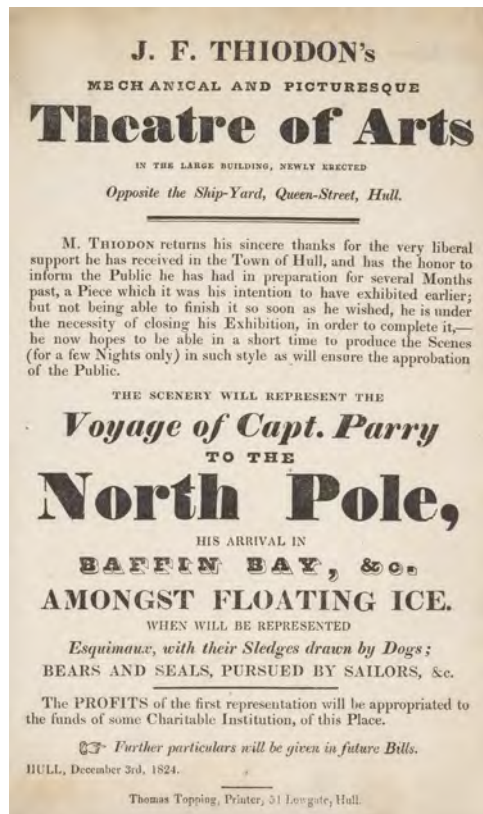 J. F. THIODON's
MECHANICAL AND PICTURESQUE
Theatre of Arts
IN THE LARGE BUILDING, NEWLY ERECTED
Opposite the Ship-Yard, Queen-Street, Hull.
M. THIODON returns his sincere thanks for the very liberal
support he has received in the Town of Hull, and has the honor to
inform the Public he has had in preparation for several Months
past, a Piece which it was his intention to have exhibited earlier;
but not being able to finish it so soon as he wished, he is under
the necessity of closing his Exhibition, in order to complete it,—
he now hopes to be able in a short time to produce the Scenes
(for a few Nights only) in such style as will ensure the approbation
of the Public.
THE SCENERY WILL REPRESENT THE
Voyage of Capt. Parry
TO THE
North Pole,
HIS ARRIVAL IN
BAFFIN BAY, &c.
AMONGST FLOATING ICE.
WHEN WILL BE REPRESENTED
Esquimaux, with their Sledges drawn by Dogs;
BEARS AND SEALS, PURSUED BY SAILORS, &c.
The PROFITS of the first representation will be appropriated to
the funds of some Charitable Institution, of this Place.
☞ Further particulars will be given in future Bills.
HULL, December 3rd, 1824.
Thomas Topping, Printer, 51 Lowgate, Hull.